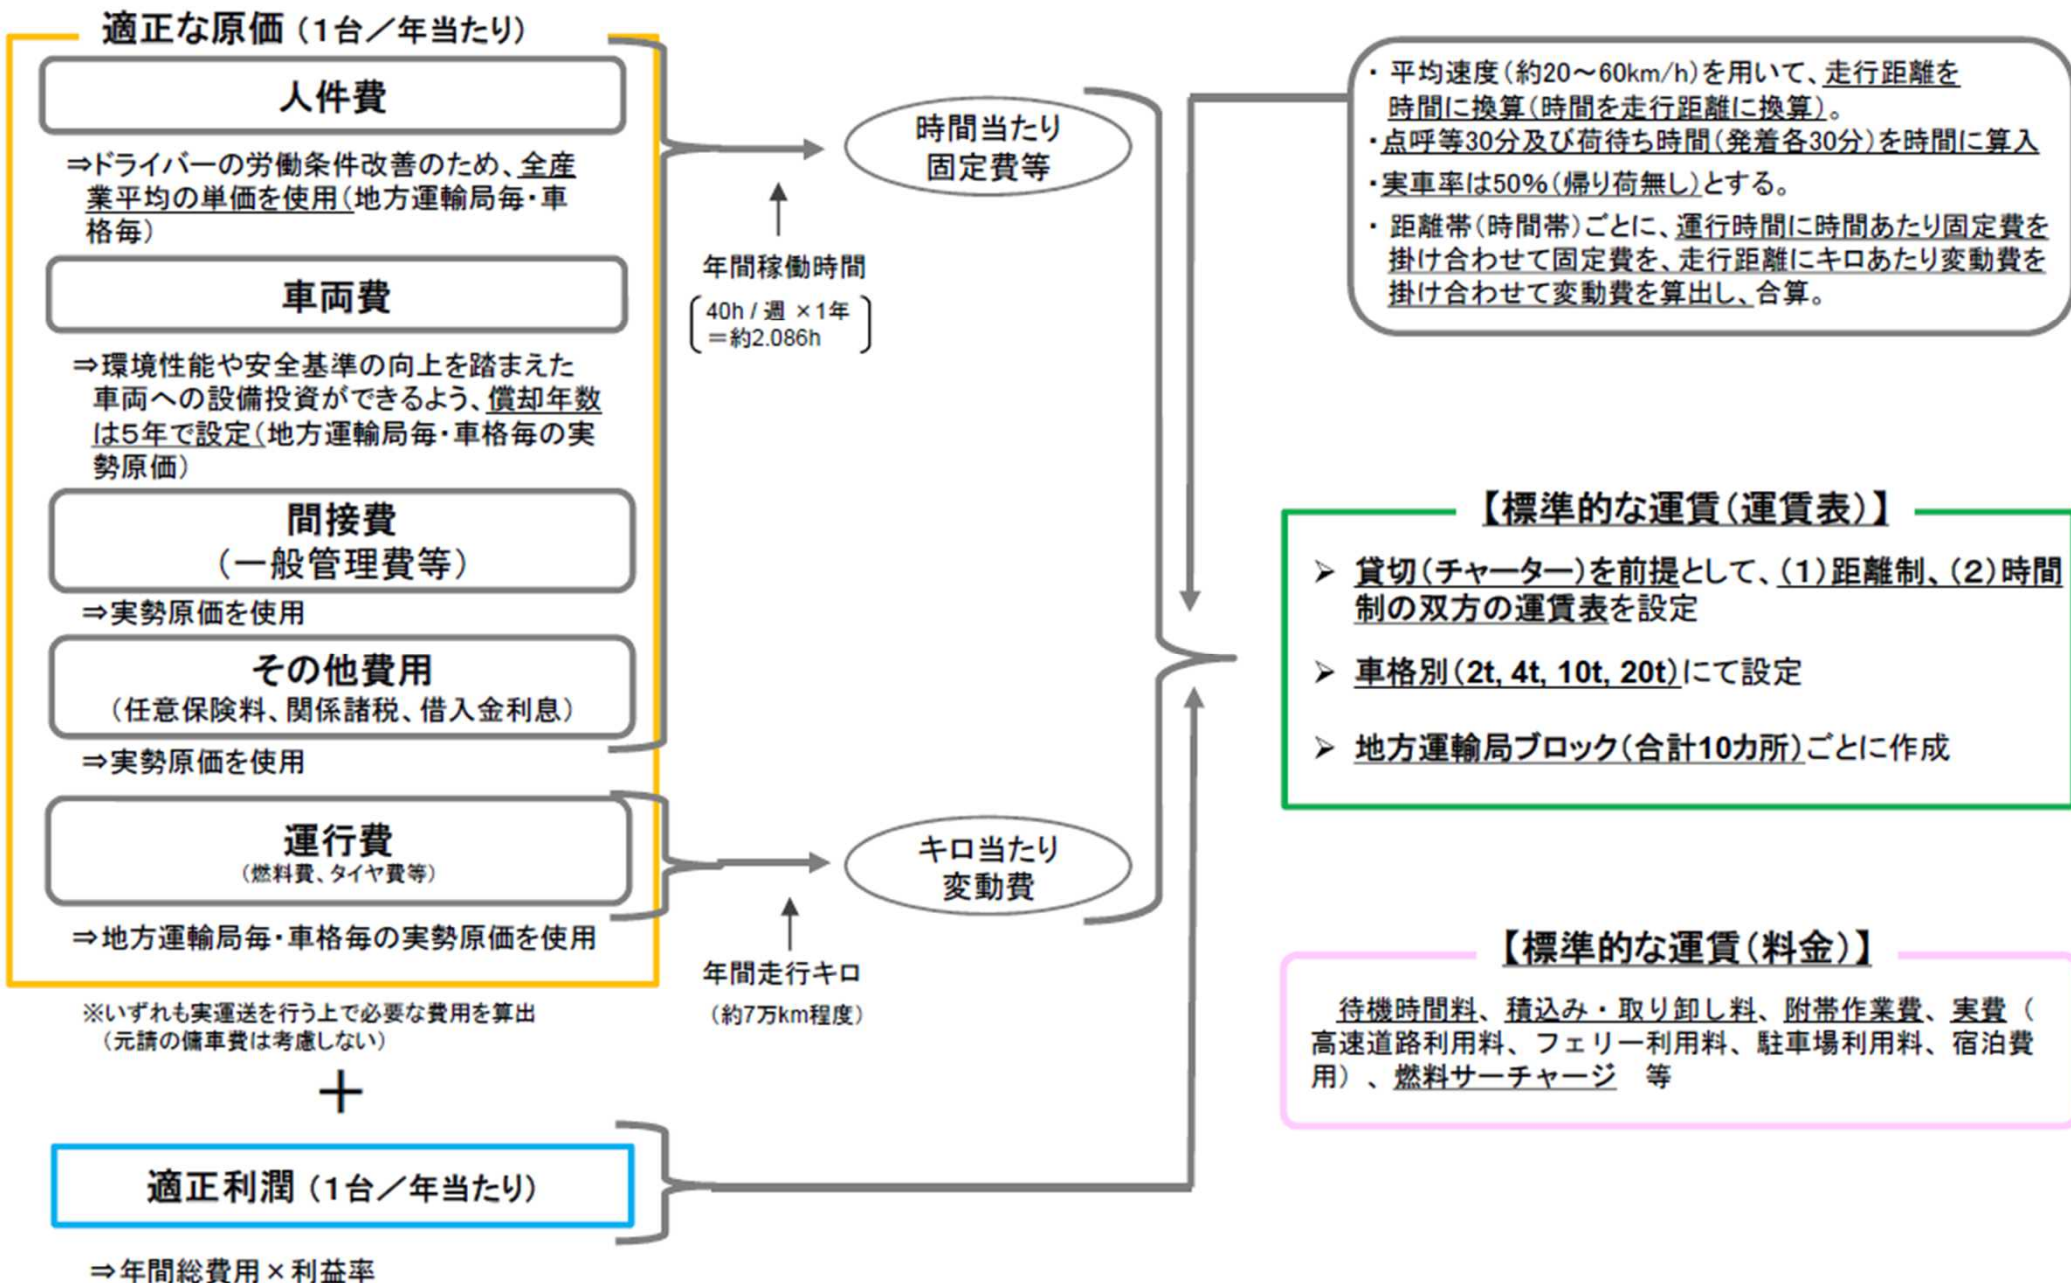 適正な原価（１台／年当たり）
人件費
⇒ドライバーの労働条件改善のため、全産
業平均の単価を使用（地方運輸局毎・車
格毎）
車両費
⇒環境性能や安全基準の向上を踏まえた
車両への設備投資ができるよう、償却年数
は５年で設定（地方運輸局毎・車格毎の実
勢原価）
間接費
（一般管理費等）
⇒実勢原価を使用
その他費用
（任意保険料、関係諸税、借入金利息）
⇒実勢原価を使用
運行費
（燃料費、タイヤ費等）
⇒地方運輸局毎・車格毎の実勢原価を使用
※いずれも実運送を行う上で必要な費用を算出
（元請の傭車費は考慮しない）
＋
適正利潤（１台／年当たり）
⇒年間総費用×利益率
時間当たり
固定費等
年間稼働時間
40h / 週 ×1年
＝約2.086h
キロ当たり
変動費
年間走行キロ
（約7万km程度）
・ 平均速度（約20～60km/h）を用いて、走行距離を
時間に換算（時間を走行距離に換算）。
・点呼等30分及び荷待ち時間（発着各30分）を時間に算入
・実車率は50％（帰り荷無し）とする。
・ 距離帯（時間帯）ごとに、運行時間に時間あたり固定費を
掛け合わせて固定費を、走行距離にキロあたり変動費を
掛け合わせて変動費を算出し、合算。
【標準的な運賃（運賃表）】
➢ 貸切（チャーター）を前提として、（１）距離制、（２）時間
制の双方の運賃表を設定
➢ 車格別（2t, 4t, 10t, 20t）にて設定
➢ 地方運輸局ブロック（合計10カ所）ごとに作成
【標準的な運賃（料金）】
待機時間料、積込み・取り卸し料、附帯作業費、実費（
高速道路利用料、フェリー利用料、駐車場利用料、宿泊費
用）、燃料サーチャージ　等